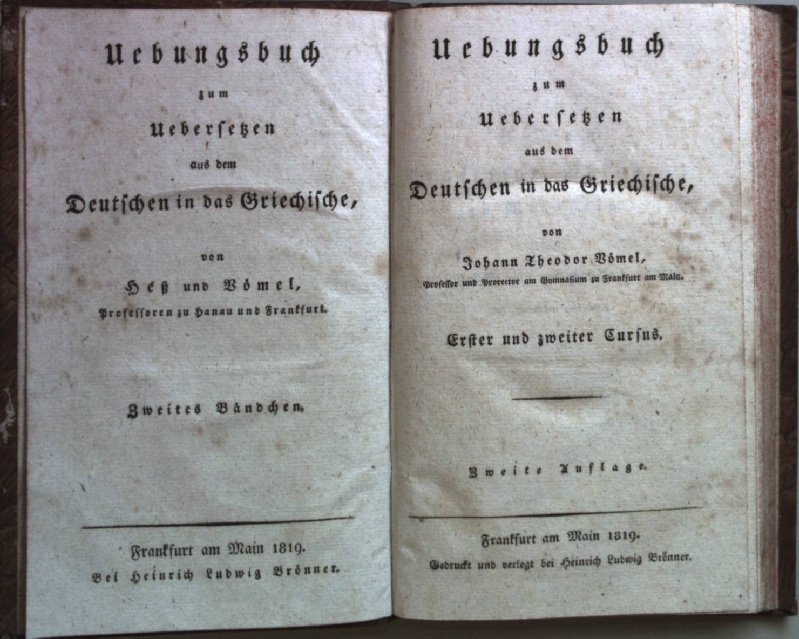 Uebungsbuch
zum
Uebersetzen
aus dem
Deutschen in das Griechische,
von
Heß und Vömel,
Professoren zu Hanau und Frankfurt.
Zweites Bändchen.
Frankfurt am Main 1819.
Bei Heinrich Ludwig Brönner.
Uebungsbuch
zum
Uebersetzen
aus dem
Deutschen in das Griechische,
von
Johann Theodor Vömel,
Professor und Prorector am Gymnasium zu Frankfurt am Main.
Erster und zweiter Cursus.
Zweite Auflage.
Frankfurt am Main 1819.
Gedruckt und verlegt bei Heinrich Ludwig Brönner.